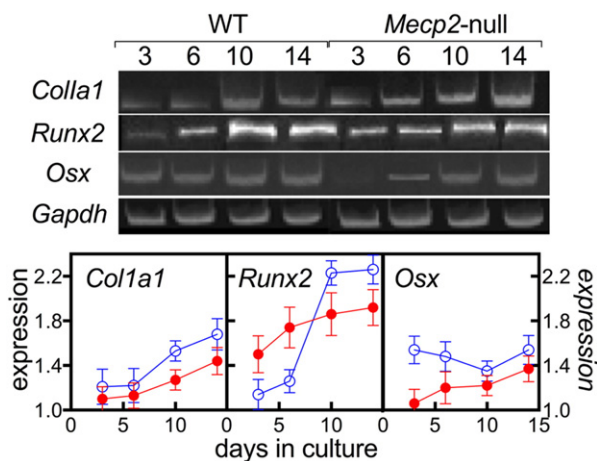 WT Mecp2-null
3 6 10 14 3 6 10 14
Colla1
Runx2
Osx
Gapdh
Col1a1 Runx2 Osx
expression
2.2
1.8
1.4
1.0
2.2
1.8
1.4
1.0
expression
0 5 10 0 5 10 0 5 10 15
days in culture